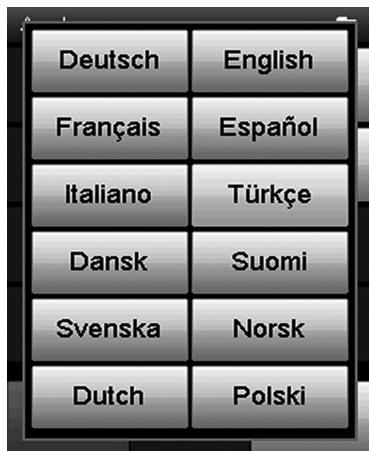 Deutsch English
Français Español
Italiano Türkçe
Dansk Suomi
Svenska Norsk
Dutch Polski